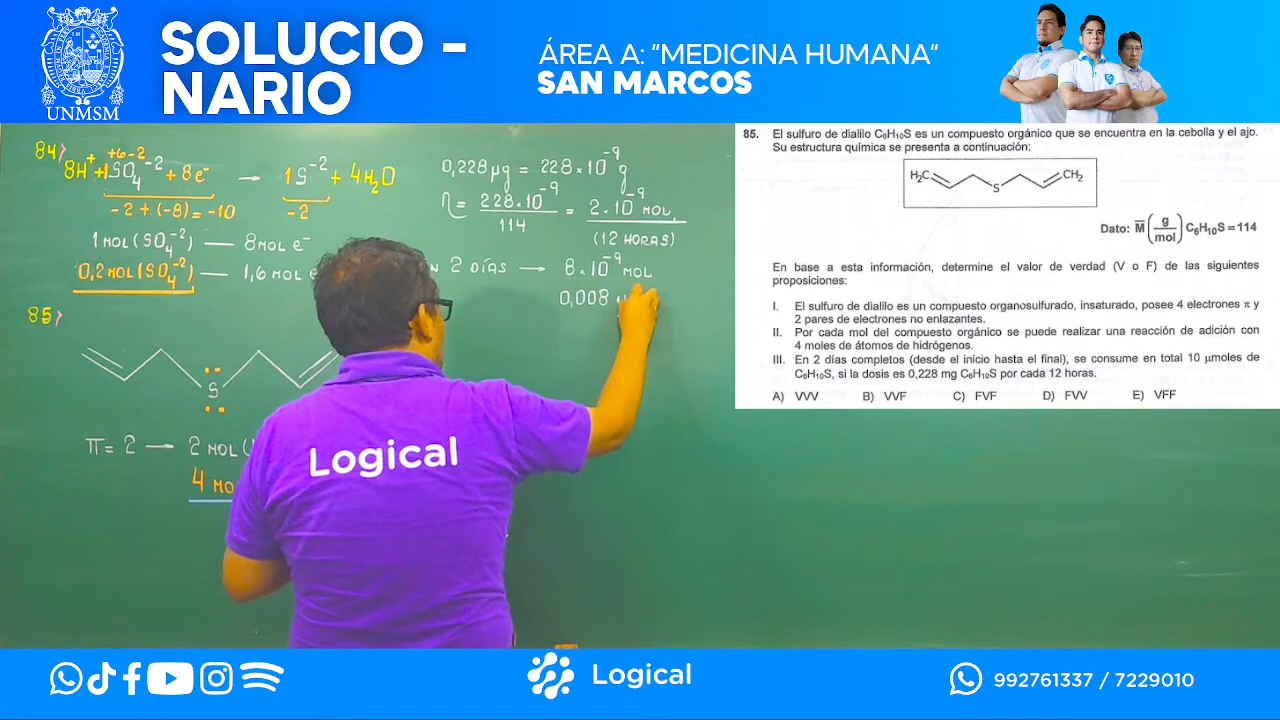 UNMSM
SOLUCIO -
NARIO
ÁREA A: “MEDICINA HUMANA“
SAN MARCOS
84>
8H⁺ + 1SO₄⁻² + 8e⁻ → 1S⁻² + 4H₂O
+6 -2
-2 + (-8) = -10
-2
1 MOL (SO₄⁻²) — 8 MOL e⁻
0,2 MOL (SO₄⁻²) — 1,6 MOL e
0,228 µg = 228×10⁻⁹ g
η = 228×10⁻⁹ / 114 = 2×10⁻⁹ MOL / (12 HORAS)
N 2 DÍAS → 8×10⁻⁹ MOL
0,008
85>
S
π = 2 — 2 MOL (
4 MO
Logical
85. El sulfuro de dialilo C₆H₁₀S es un compuesto orgánico que se encuentra en la cebolla y el ajo.
Su estructura química se presenta a continuación:
H₂C S CH₂
Dato: M̅ (g/mol) C₆H₁₀S = 114
En base a esta información, determine el valor de verdad (V o F) de las siguientes
proposiciones:
I. El sulfuro de dialilo es un compuesto organosulfurado, insaturado, posee 4 electrones π y
2 pares de electrones no enlazantes.
II. Por cada mol del compuesto orgánico se puede realizar una reacción de adición con
4 moles de átomos de hidrógenos.
III. En 2 días completos (desde el inicio hasta el final), se consume en total 10 µmoles de
C₆H₁₀S, si la dosis es 0,228 mg C₆H₁₀S por cada 12 horas.
A) VVV B) VVF C) FVF D) FVV E) VFF
Logical
992761337 / 7229010